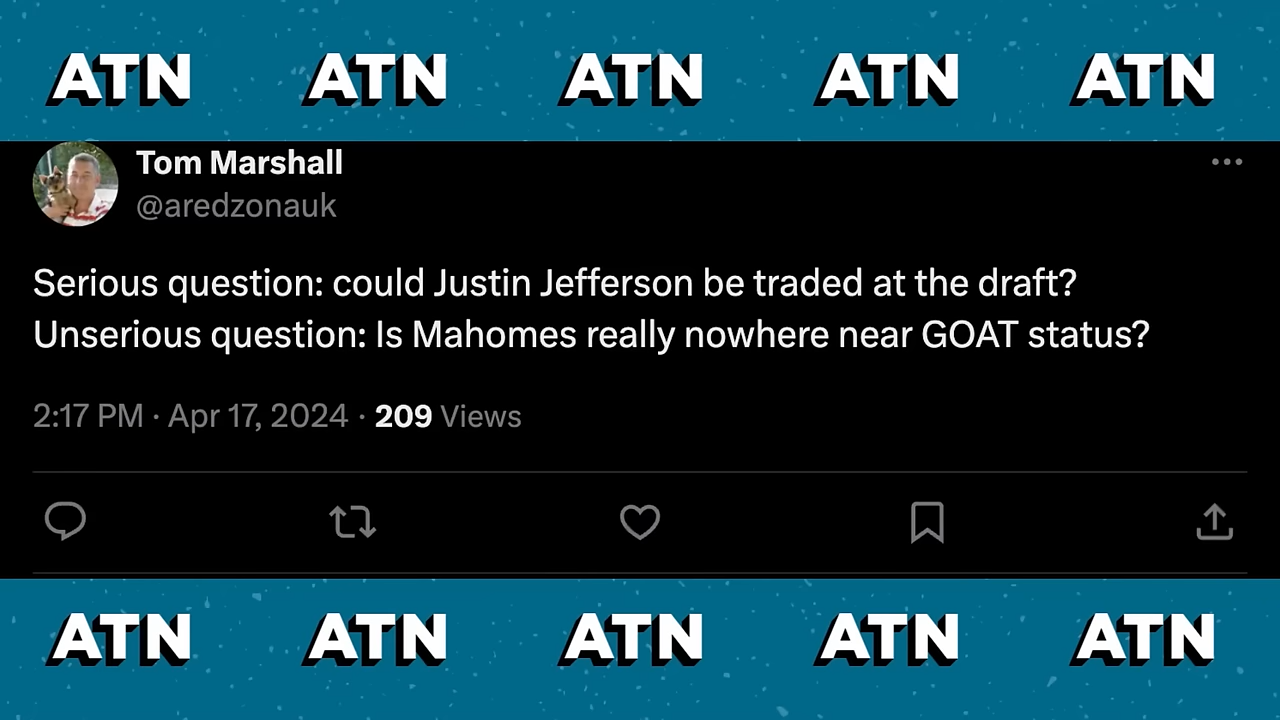 ATN ATN ATN ATN ATN
Tom Marshall
@aredzonauk
Serious question: could Justin Jefferson be traded at the draft?
Unserious question: Is Mahomes really nowhere near GOAT status?
2:17 PM · Apr 17, 2024 · 209 Views
ATN ATN ATN ATN ATN